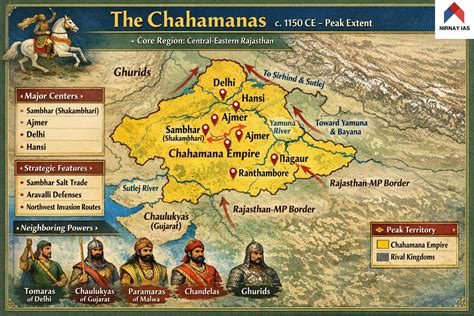 The Chahamanas c. 1150 CE – Peak Extent
• Core Region: Central-Eastern Rajasthan •
NIRNAY IAS
Major Centers
• Sambhar (Shakambhari)
• Ajmer
• Delhi
• Hansi
Strategic Features
• Sambhar Salt Trade
• Aravalli Defenses
• Northwest Invasion Routes
Neighboring Powers
Tomaras of Delhi
Chaulukyas of Gujarat
Paramaras of Malwa
Chandelas
Ghurids
Ghurids
To Sirhind & Sutlej
Delhi
Hansi
Ajmer
Yamuna River
Toward Yamuna & Bayana
Sambhar
(Shakambhari)
Ajmer
Chahamana Empire
Ranthambore
Sutlej River
Rajasthan-MP Border
Chaulukyas
(Gujarat)
Rajasthan-MP Border
Peak Territory
Chahamana Empire
Rival Kingdoms